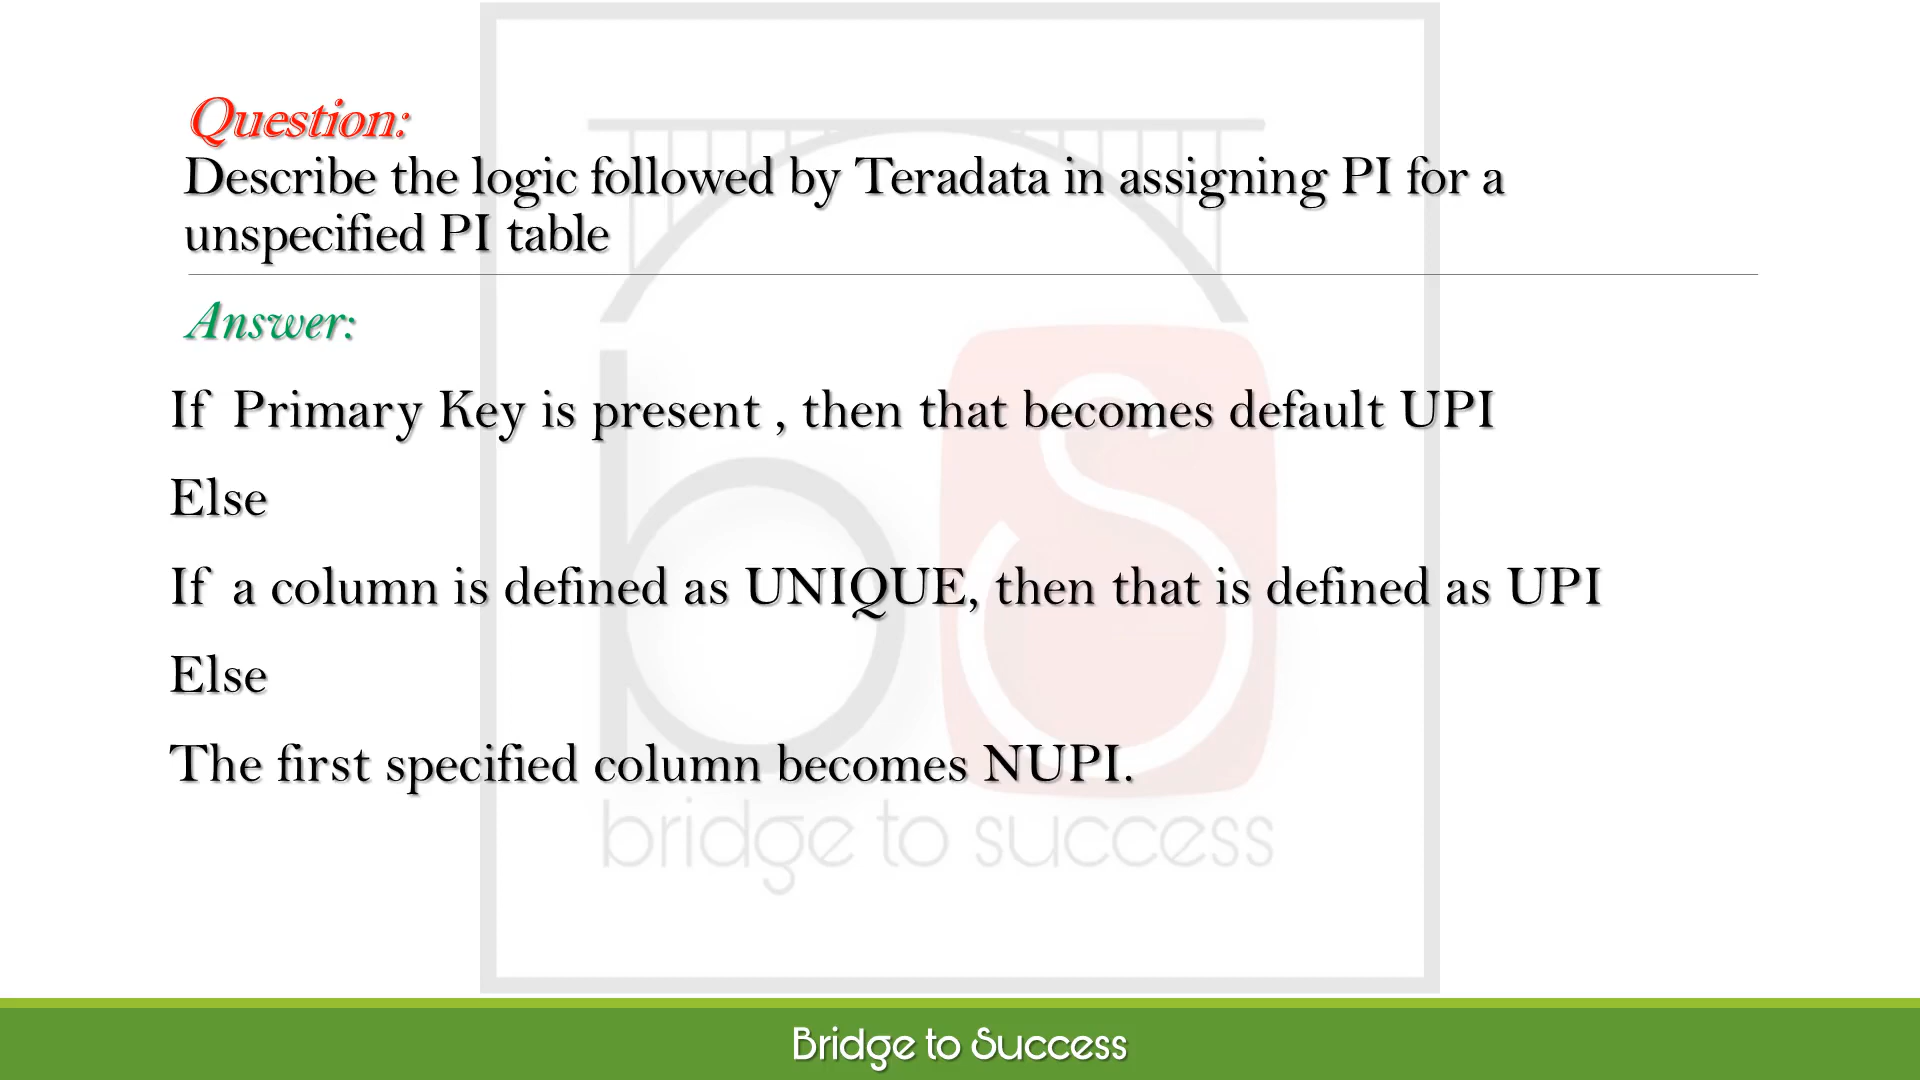 Question:
Describe the logic followed by Teradata in assigning PI for a
unspecified PI table
Answer:
If Primary Key is present , then that becomes default UPI
Else
If a column is defined as UNIQUE, then that is defined as UPI
Else
The first specified column becomes NUPI.
bs
bridge to success
Bridge to Success